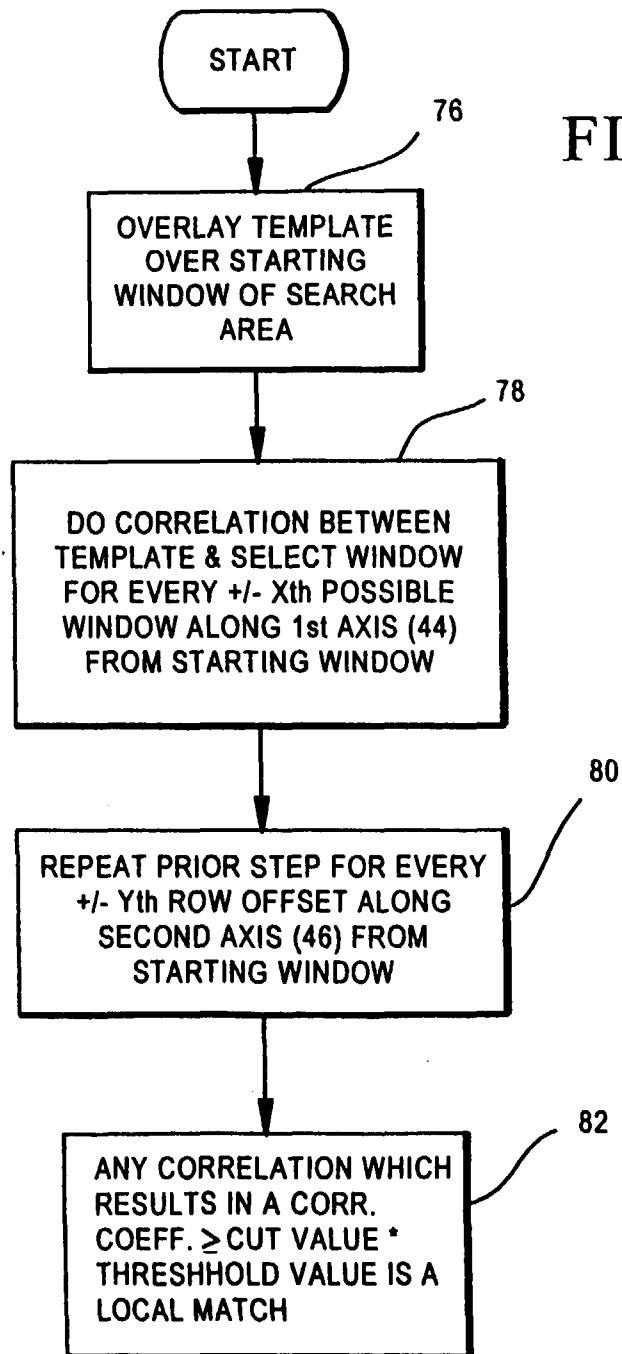 START
76
FI
OVERLAY TEMPLATE
OVER STARTING
WINDOW OF SEARCH
AREA
78
DO CORRELATION BETWEEN
TEMPLATE & SELECT WINDOW
FOR EVERY +/- Xth POSSIBLE
WINDOW ALONG 1st AXIS (44)
FROM STARTING WINDOW
80
REPEAT PRIOR STEP FOR EVERY
+/- Yth ROW OFFSET ALONG
SECOND AXIS (46) FROM
STARTING WINDOW
82
ANY CORRELATION WHICH
RESULTS IN A CORR.
COEFF. ≥ CUT VALUE *
THRESHHOLD VALUE IS A
LOCAL MATCH